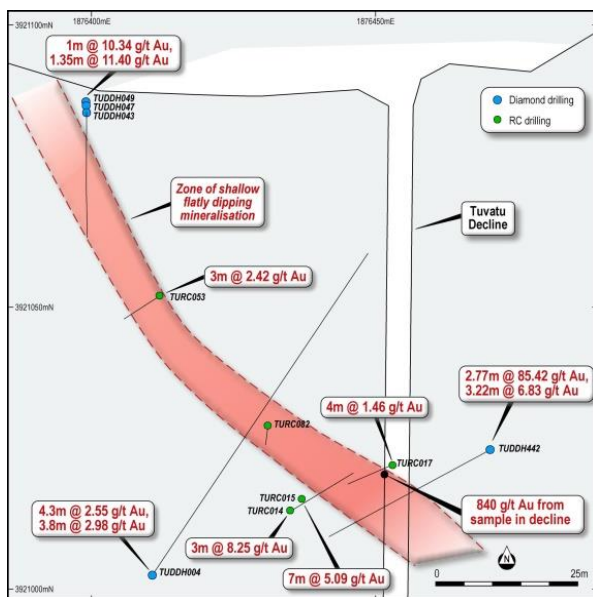 1876400mE
1876450mE
3921100mN
1m @ 10.34 g/t Au,
1.35m @ 11.40 g/t Au
TUDDH049
TUDDH047
TUDDH043
Diamond drilling
RC drilling
Zone of shallow
flatly dipping
mineralisation
Tuvatu
Decline
3m @ 2.42 g/t Au
TURC053
3921050mN
2.77m @ 85.42 g/t Au,
3.22m @ 6.83 g/t Au
4m @ 1.46 g/t Au
TURC082
TUDDH442
TURC017
4.3m @ 2.55 g/t Au,
3.8m @ 2.98 g/t Au
TURC015
TURC014
840 g/t Au from
sample in decline
3m @ 8.25 g/t Au
7m @ 5.09 g/t Au
TUDDH004
N
0
25m
3921000mN